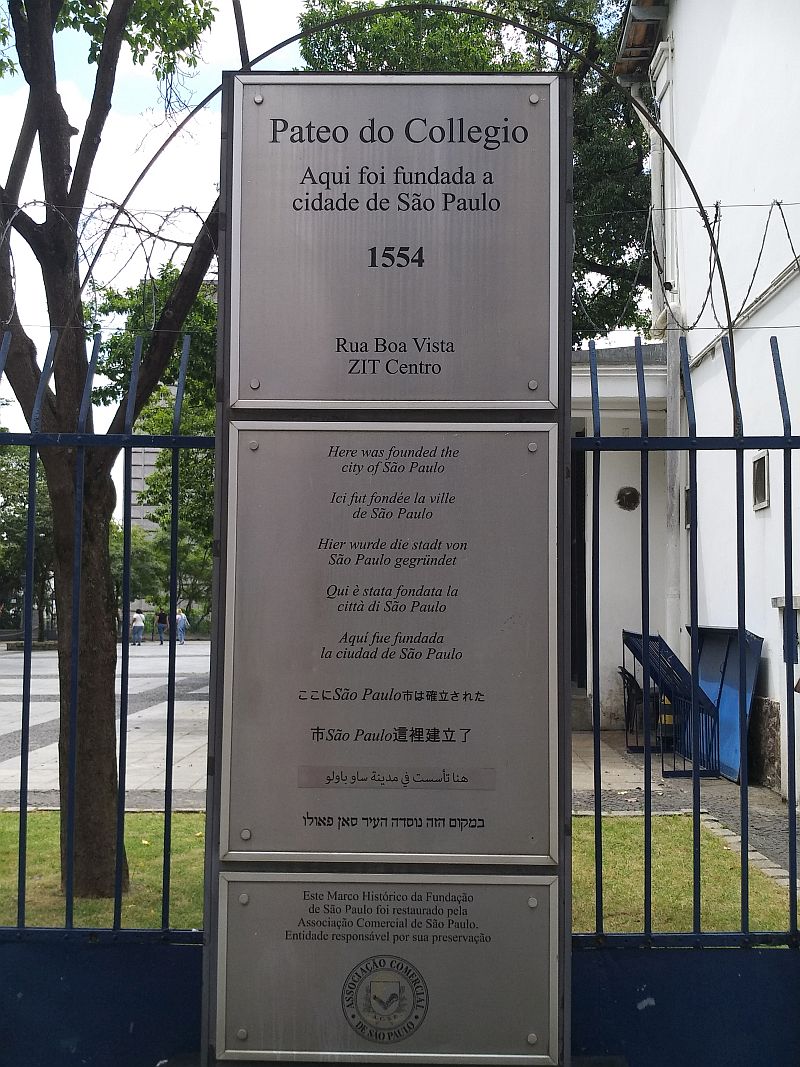 Pateo do Collegio
Aqui foi fundada a
cidade de São Paulo
1554
Rua Boa Vista
ZIT Centro
Here was founded the
city of São Paulo
Ici fut fondée la ville
de São Paulo
Hier wurde die stadt von
São Paulo gegründet
Qui è stata fondata la
città di São Paulo
Aquí fue fundada
la ciudad de São Paulo
ここにSão Paulo市は確立された
市São Paulo這裡建立了
هنا تأسست في مدينة ساو باولو
במקום הזה נוסדה העיר סאן פאולו
Este Marco Histórico da Fundação
de São Paulo foi restaurado pela
Associação Comercial de São Paulo.
Entidade responsável por sua preservação
ASSOCIAÇÃO COMERCIAL
A.C.S.P.
DE SÃO PAULO